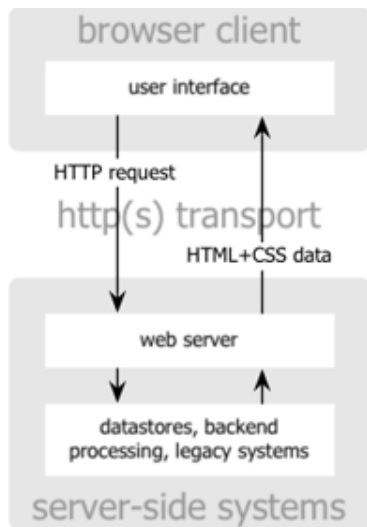 browser client
user interface
HTTP request
http(s) transport
HTML+CSS data
web server
datastores, backend
processing, legacy systems
server-side systems